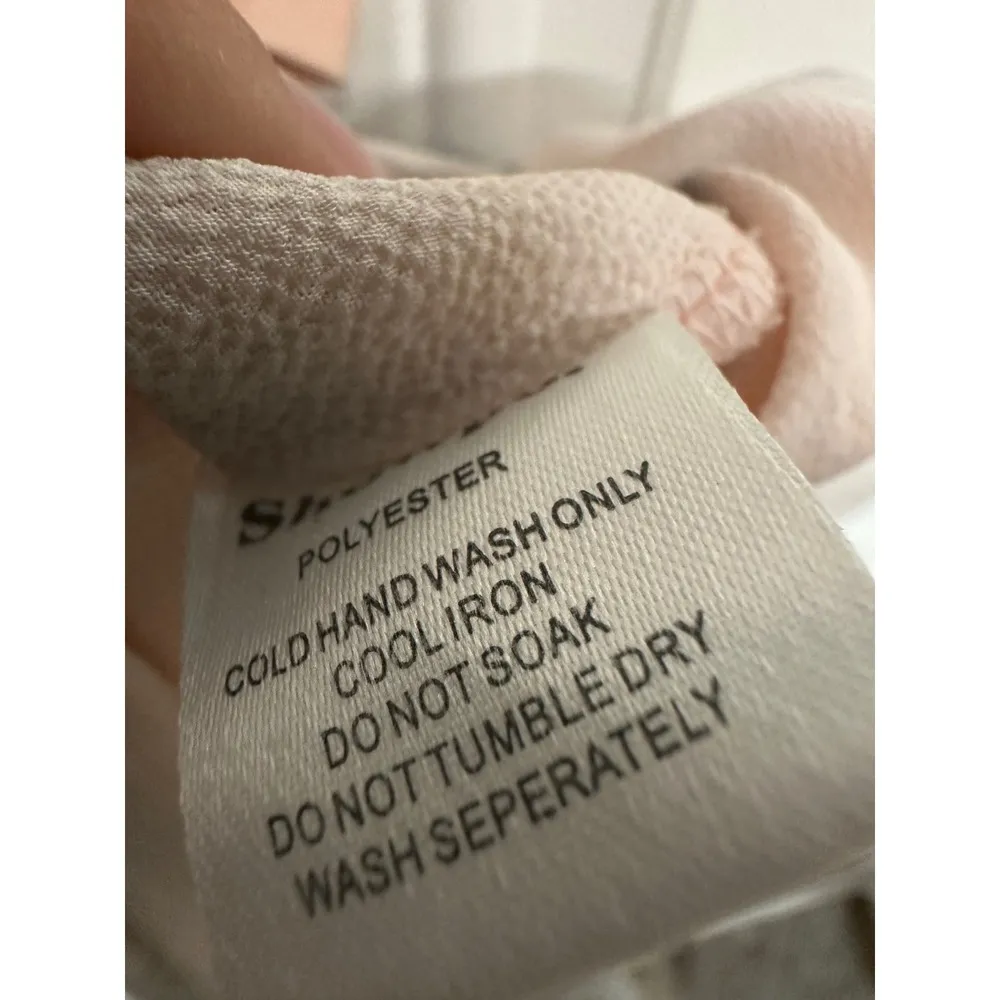 POLYESTER
COLD HAND WASH ONLY
COOL IRON
DO NOT SOAK
DO NOT TUMBLE DRY
WASH SEPERATELY